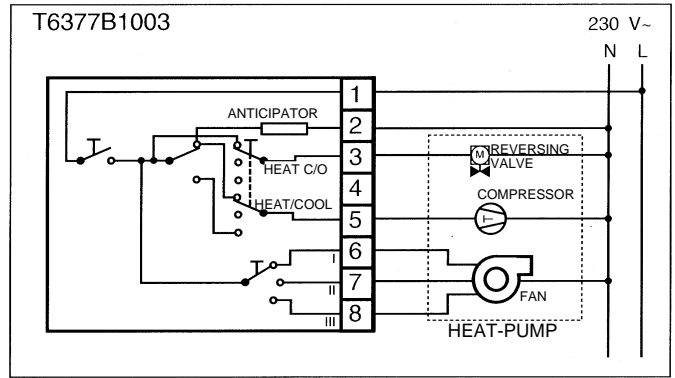 T6377B1003
230 V~
N L
1
ANTICIPATOR
2
REVERSING
VALVE
M
3
HEAT C/O
4
COMPRESSOR
HEAT/COOL
5
T
I
6
II
7
FAN
III
8
HEAT-PUMP